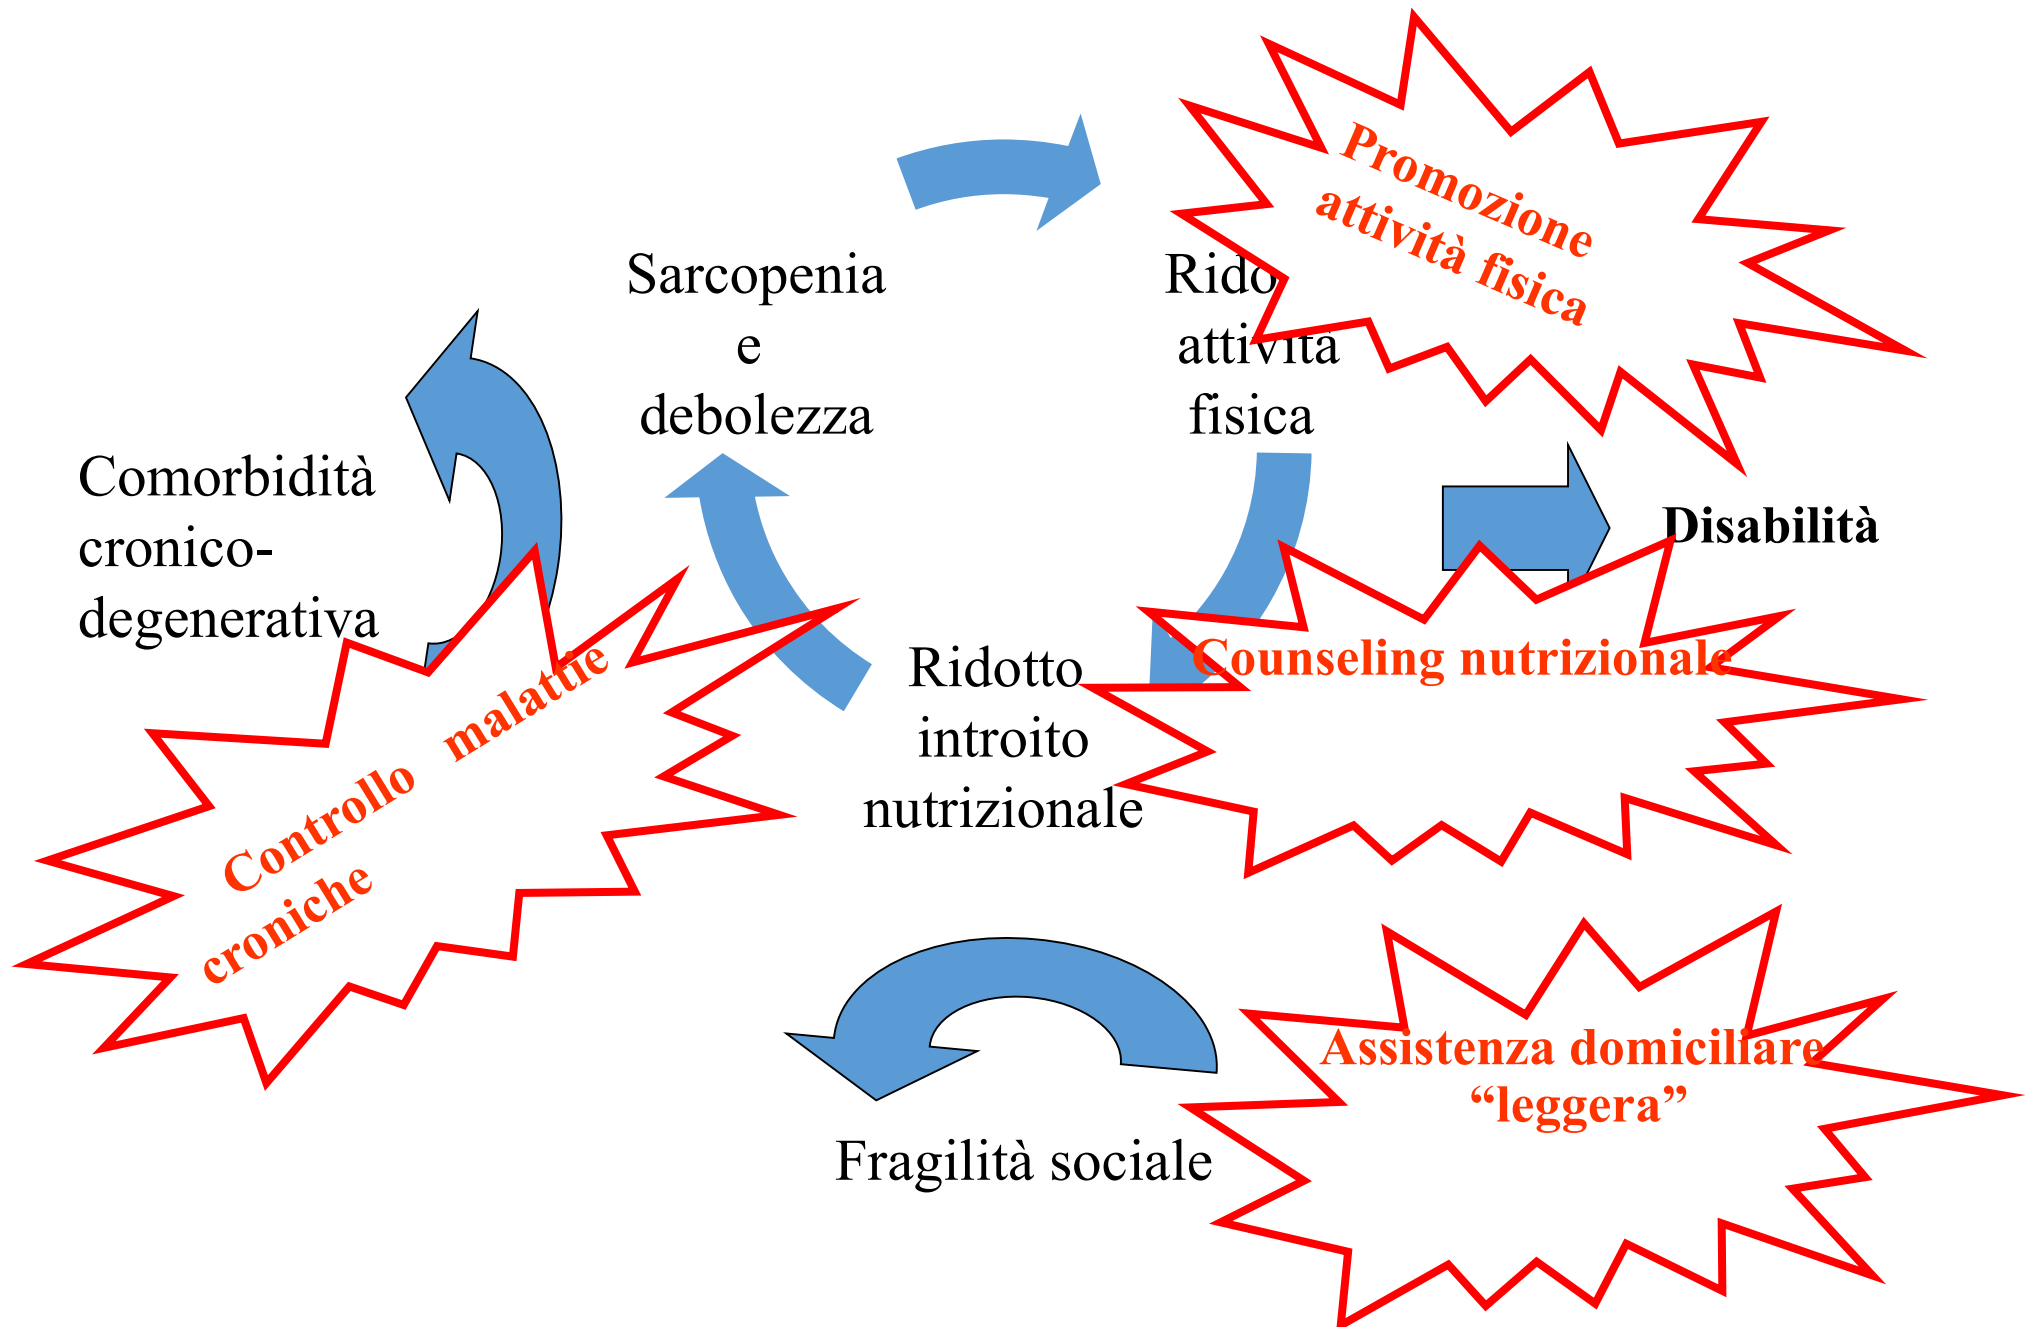 Promozione
attività fisica
Sarcopenia
e
debolezza
Rido
attività
fisica
Comorbidità
cronico-
degenerativa
Disabilità
Controllo malattie
croniche
Ridotto
introito
nutrizionale
Counseling nutrizionale
Assistenza domiciliare
“leggera”
Fragilità sociale